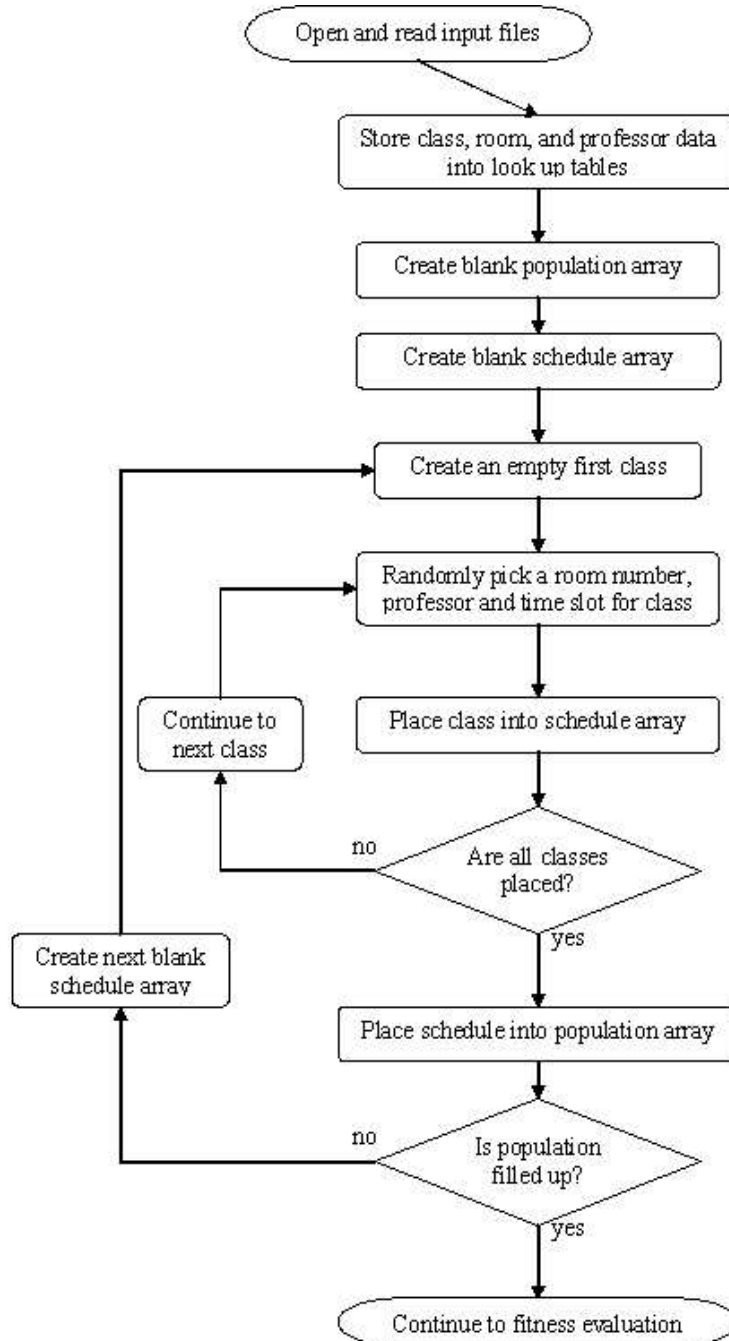 Open and read input files
Store class, room, and professor data
into look up tables
Create blank population array
Create blank schedule array
Create an empty first class
Randomly pick a room number,
professor and time slot for class
Continue to
next class
Place class into schedule array
no
Are all classes
placed?
yes
Create next blank
schedule array
Place schedule into population array
no
Is population
filled up?
yes
Continue to fitness evaluation